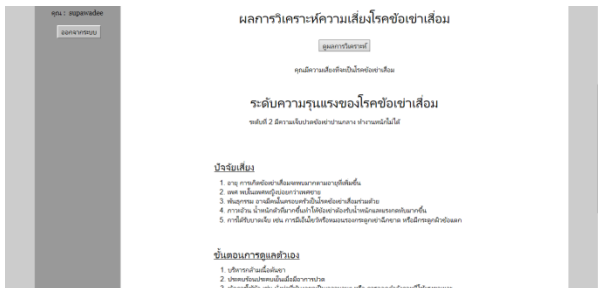 คุณ : supawadee
ออกจากระบบ
ผลการวิเคราะห์ความเสี่ยงโรคข้อเข่าเสื่อม
ดูผลการวิเคราะห์
คุณมีความเสี่ยงที่จะเป็นโรคข้อเข่าเสื่อม
ระดับความรุนแรงของโรคข้อเข่าเสื่อม
ระดับที่ 2 มีความเจ็บปวดข้อเข่าปานกลาง ทำงานหนักไม่ได้
ปัจจัยเสี่ยง
1. อายุ การเกิดข้อเข่าเสื่อมจะพบมากตามอายุที่เพิ่มขึ้น
2. เพศ พบในเพศหญิงบ่อยกว่าเพศชาย
3. พันธุกรรม อาจมีคนในครอบครัวเป็นโรคข้อเข่าเสื่อมร่วมด้วย
4. ภาวะอ้วน น้ำหนักตัวที่มากขึ้นทำให้ข้อเข่าต้องรับน้ำหนักและแรงกดทับมากขึ้น
5. การได้รับบาดเจ็บ เช่น การมีเอ็นไขว้หรือหมอนรองกระดูกเข่าฉีกขาด หรือมีกระดูกผิวข้อแตก
ขั้นตอนการดูแลตัวเอง
1. บริหารกล้ามเนื้อต้นขา
2. ประคบร้อนประคบเย็นเมื่อมีอาการปวด